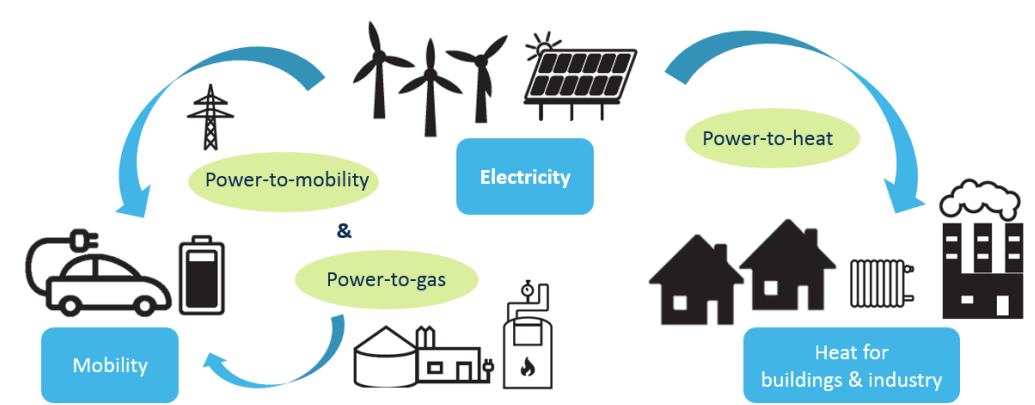 Power-to-heat
Electricity
Power-to-mobility
&
Power-to-gas
Mobility
Heat for
buildings & industry